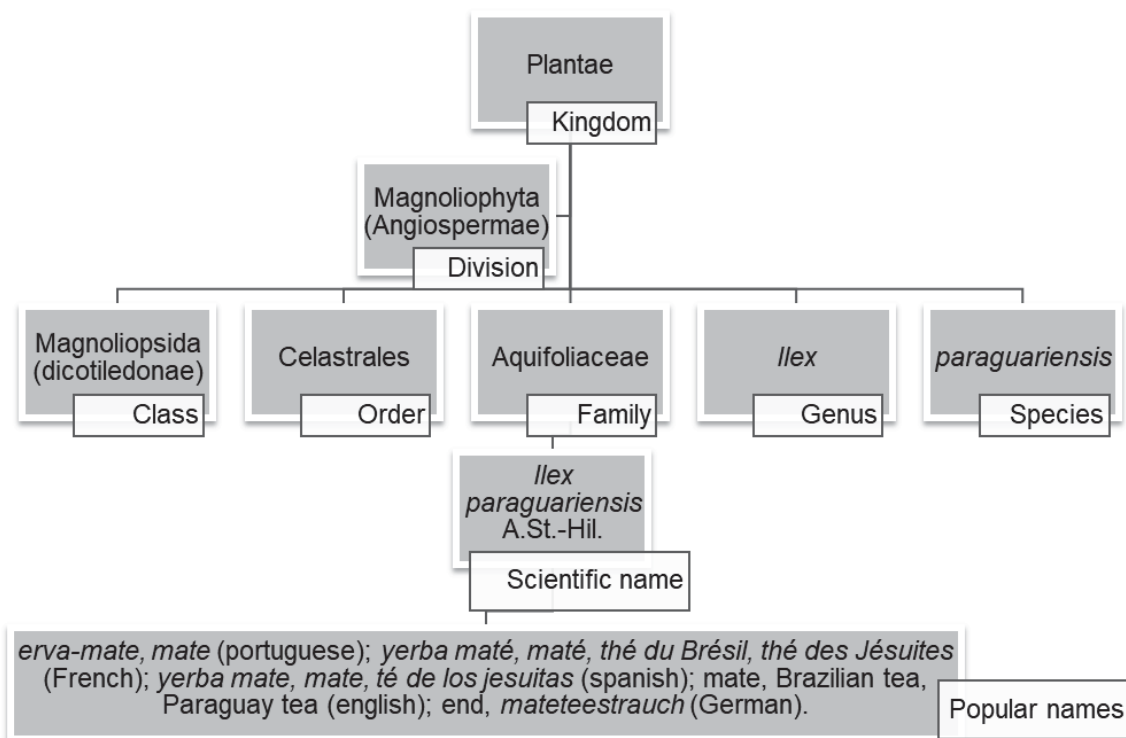 Plantae
Kingdom
Magnoliophyta
(Angiospermae)
Division
Magnoliopsida
(dicotiledonae)
Class
Celastrales
Order
Aquifoliaceae
Family
Ilex
Genus
paraguariensis
Species
Ilex
paraguariensis
A.St.-Hil.
Scientific name
erva-mate, mate (portuguese); yerba maté, maté, thé du Brésil, thé des Jésuites
(French); yerba mate, mate, té de los jesuitas (spanish); mate, Brazilian tea,
Paraguay tea (english); end, mateteestrauch (German).
Popular names